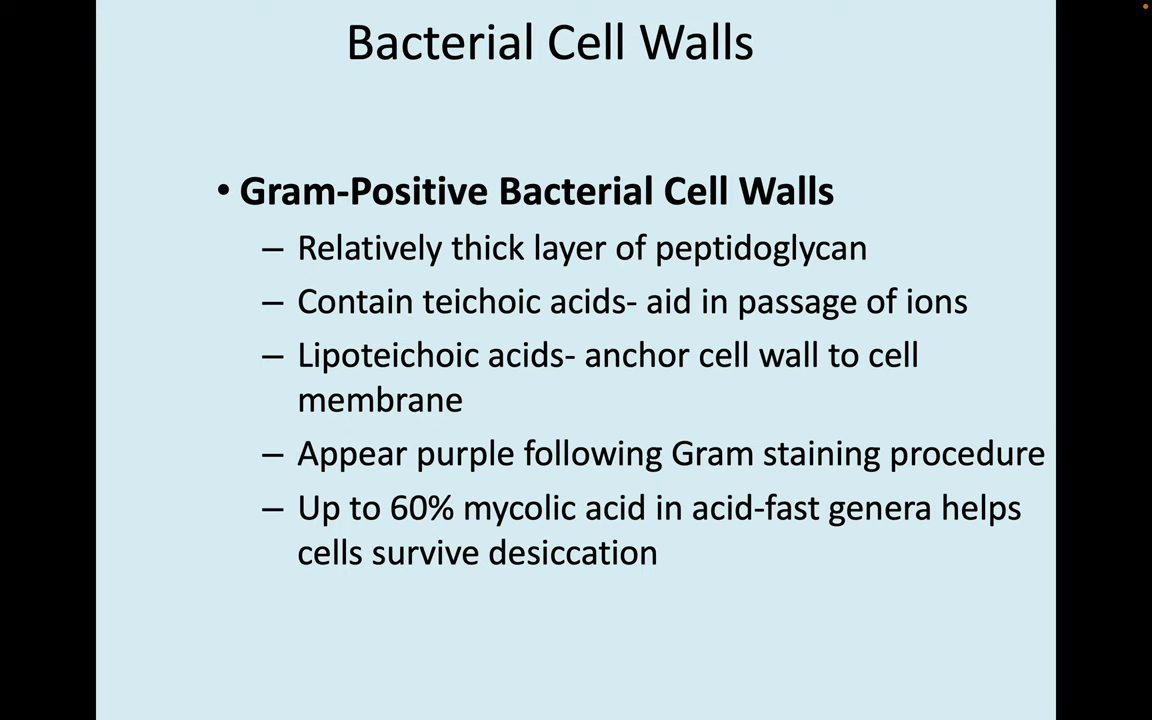 Bacterial Cell Walls
• Gram-Positive Bacterial Cell Walls
– Relatively thick layer of peptidoglycan
– Contain teichoic acids- aid in passage of ions
– Lipoteichoic acids- anchor cell wall to cell
membrane
– Appear purple following Gram staining procedure
– Up to 60% mycolic acid in acid-fast genera helps
cells survive desiccation